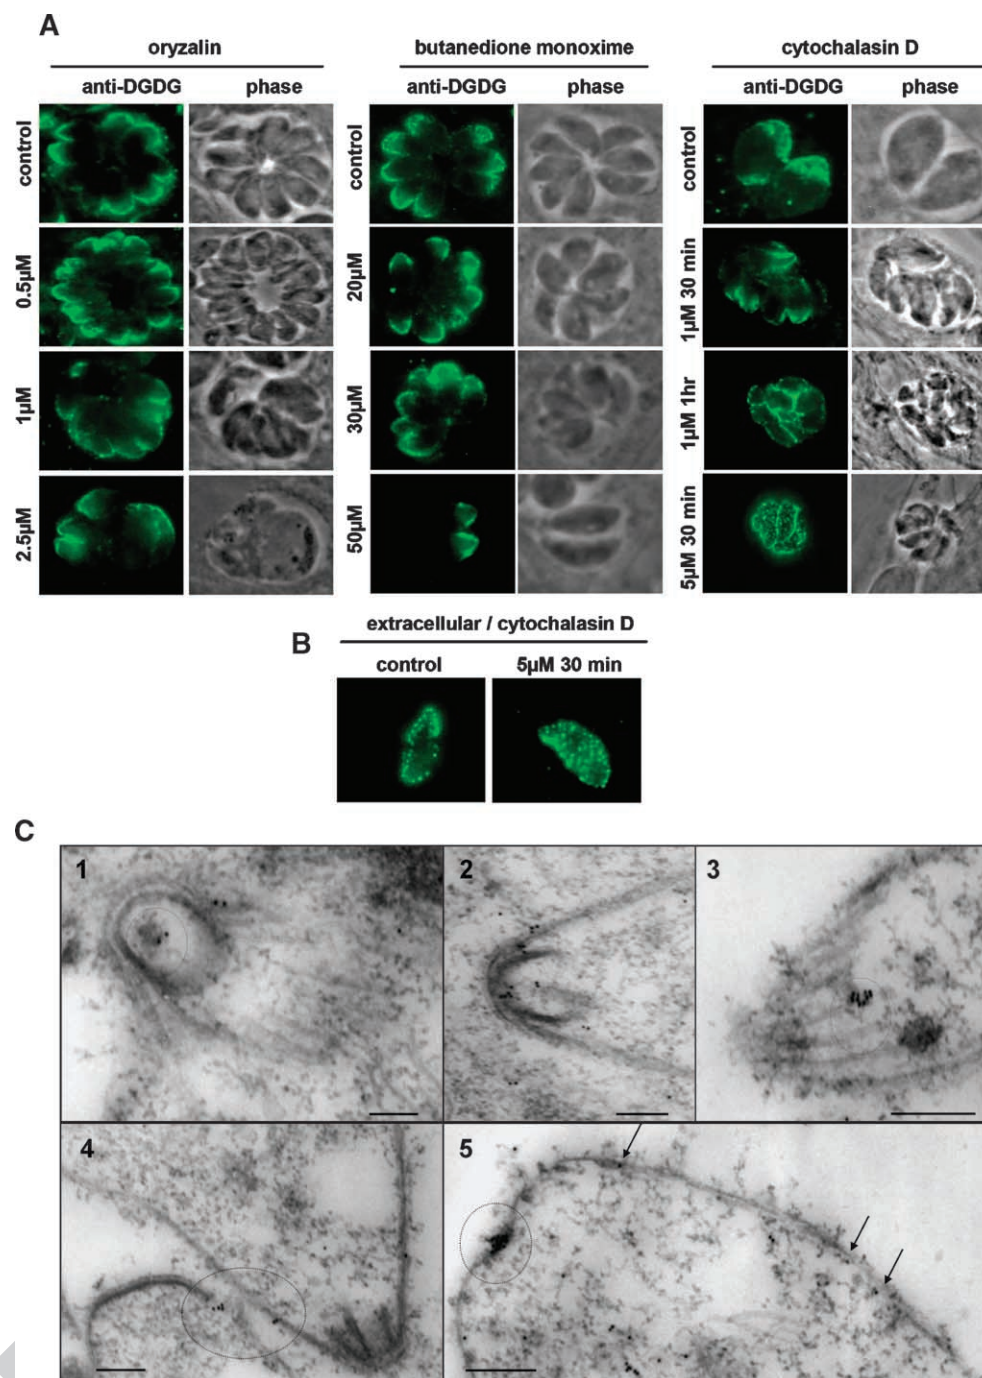 A
oryzalin butanedione monoxime cytochalasin D
anti-DGDG phase anti-DGDG phase anti-DGDG phase
control control control
0.5µM 20µM 1µM 30 min
1µM 30µM 1µM 1hr
2.5µM 50µM 5µM 30 min
B
extracellular / cytochalasin D
control 5µM 30 min
C
1 2 3
4 5